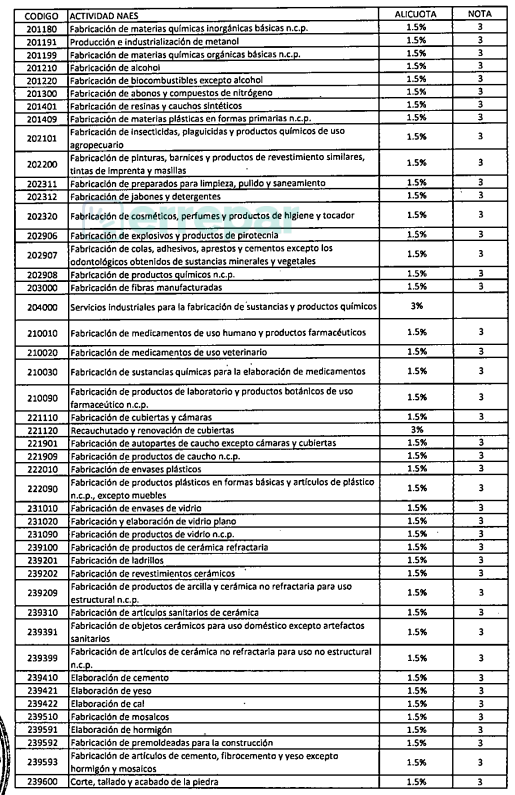 CODIGO ACTIVIDAD NAES ALICUOTA NOTA
201180 Fabricación de materias químicas inorgánicas básicas n.c.p. 1.5% 3
201191 Producción e industrialización de metanol 1.5% 3
201199 Fabricación de materias químicas orgánicas básicas n.c.p. 1.5% 3
201210 Fabricación de alcohol 1.5% 3
201220 Fabricación de biocombustibles excepto alcohol 1.5% 3
201300 Fabricación de abonos y compuestos de nitrógeno 1.5% 3
201401 Fabricación de resinas y cauchos sintéticos 1.5% 3
201409 Fabricación de materias plásticas en formas primarias n.c.p. 1.5% 3
202101 Fabricación de insecticidas, plaguicidas y productos químicos de uso
agropecuario 1.5% 3
202200 Fabricación de pinturas, barnices y productos de revestimiento similares,
tintas de imprenta y masillas 1.5% 3
202311 Fabricación de preparados para limpieza, pulido y saneamiento 1.5% 3
202312 Fabricación de jabones y detergentes 1.5% 3
errepar
202320 Fabricación de cosméticos, perfumes y productos de higiene y tocador 1.5% 3
202906 Fabricación de explosivos y productos de pirotecnia 1.5% 3
202907 Fabricación de colas, adhesivos, aprestos y cementos excepto los
odontológicos obtenidos de sustancias minerales y vegetales 1.5% 3
202908 Fabricación de productos químicos n.c.p. 1.5% 3
203000 Fabricación de fibras manufacturadas 1.5% 3
204000 Servicios industriales para la fabricación de sustancias y productos químicos 3%
210010 Fabricación de medicamentos de uso humano y productos farmacéuticos 1.5% 3
210020 Fabricación de medicamentos de uso veterinario 1.5% 3
210030 Fabricación de sustancias químicas para la elaboración de medicamentos 1.5% 3
210090 Fabricación de productos de laboratorio y productos botánicos de uso
farmaceútico n.c.p. 1.5% 3
221110 Fabricación de cubiertas y cámaras 1.5% 3
221120 Recauchutado y renovación de cubiertas 3%
221901 Fabricación de autopartes de caucho excepto cámaras y cubiertas 1.5% 3
221909 Fabricación de productos de caucho n.c.p. 1.5% 3
222010 Fabricación de envases plásticos 1.5% 3
222090 Fabricación de productos plásticos en formas básicas y artículos de plástico
n.c.p., excepto muebles 1.5% 3
231010 Fabricación de envases de vidrio 1.5% 3
231020 Fabricación y elaboración de vidrio plano 1.5% 3
231090 Fabricación de productos de vidrio n.c.p. 1.5% 3
239100 Fabricación de productos de cerámica refractaria 1.5% 3
239201 Fabricación de ladrillos 1.5% 3
239202 Fabricación de revestimientos cerámicos 1.5% 3
239209 Fabricación de productos de arcilla y cerámica no refractaria para uso
estructural n.c.p. 1.5% 3
239310 Fabricación de artículos sanitarios de cerámica 1.5% 3
239391 Fabricación de objetos cerámicos para uso doméstico excepto artefactos
sanitarios 1.5% 3
239399 Fabricación de artículos de cerámica no refractaria para uso no estructural
n.c.p. 1.5% 3
239410 Elaboración de cemento 1.5% 3
239421 Elaboración de yeso 1.5% 3
239422 Elaboración de cal 1.5% 3
239510 Fabricación de mosaicos 1.5% 3
239591 Elaboración de hormigón 1.5% 3
239592 Fabricación de premoldeadas para la construcción 1.5% 3
239593 Fabricación de artículos de cemento, fibrocemento y yeso excepto
hormigón y mosaicos 1.5% 3
239600 Corte, tallado y acabado de la piedra 1.5% 3